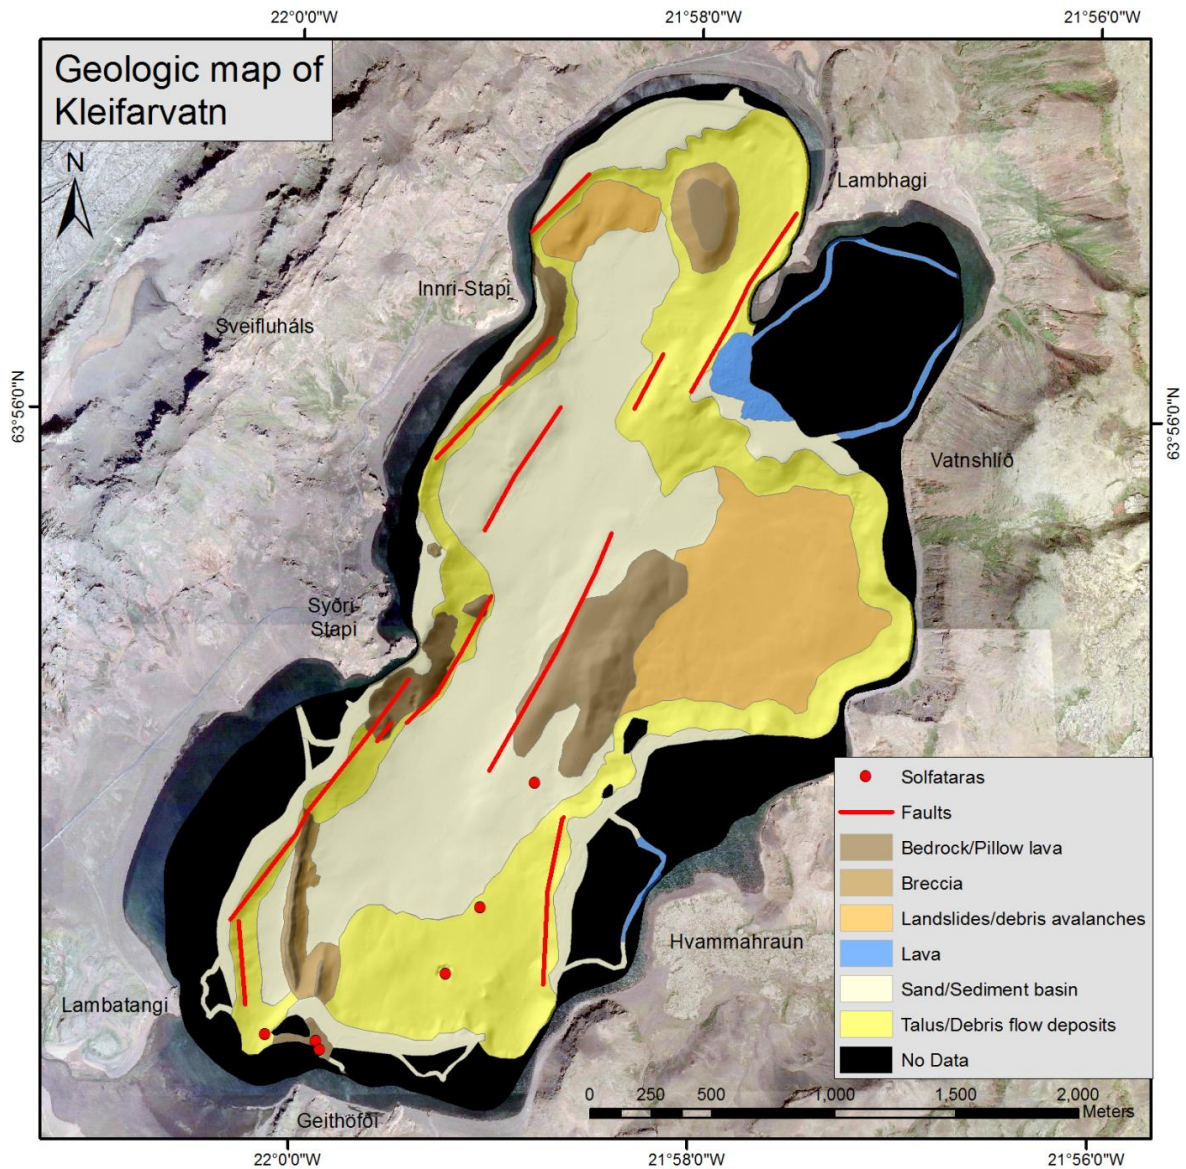 22°0'0"W
21°58'0"W
21°56'0"W
Geologic map of
Kleifarvatn
N
Lambhagi
Innri-Stapi
Sveifluháls
63°56'0"N
63°56'0"N
Vatnshlíð
Syðri-
Stapi
Solfataras
Faults
Bedrock/Pillow lava
Breccia
Landslides/debris avalanches
Lava
Sand/Sediment basin
Talus/Debris flow deposits
No Data
Hvammahraun
Lambatangi
Geithöfði
0 250 500 1,000 1,500 2,000
Meters
22°0'0"W
21°58'0"W
21°56'0"W